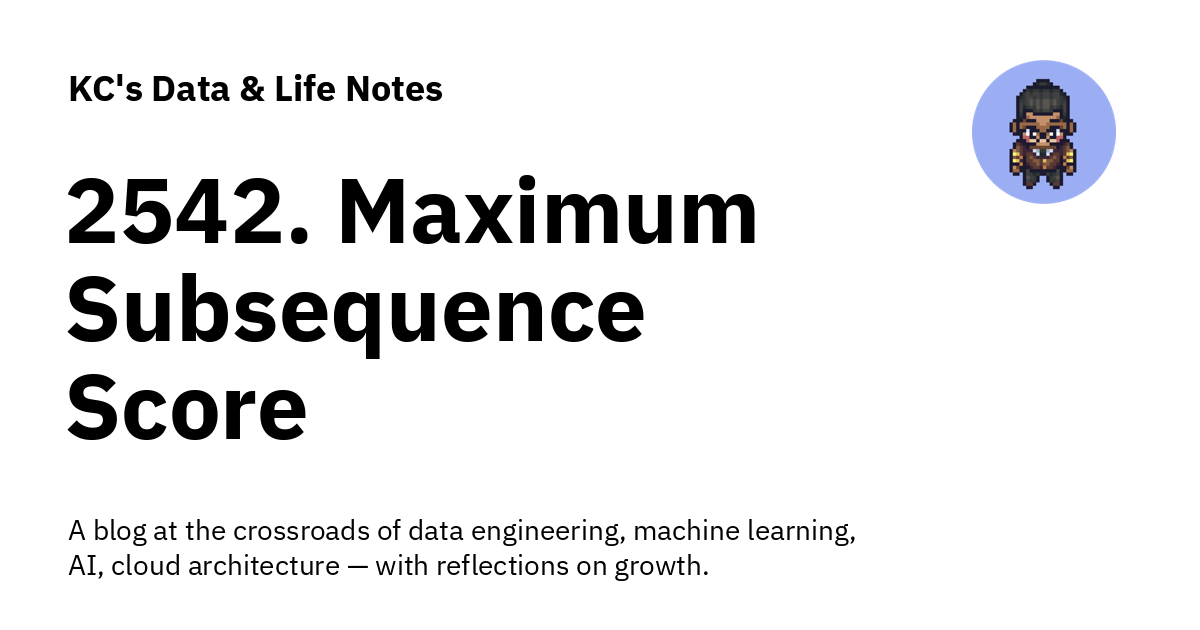 KC's Data & Life Notes
2542. Maximum
Subsequence
Score
A blog at the crossroads of data engineering, machine learning,
AI, cloud architecture — with reflections on growth.